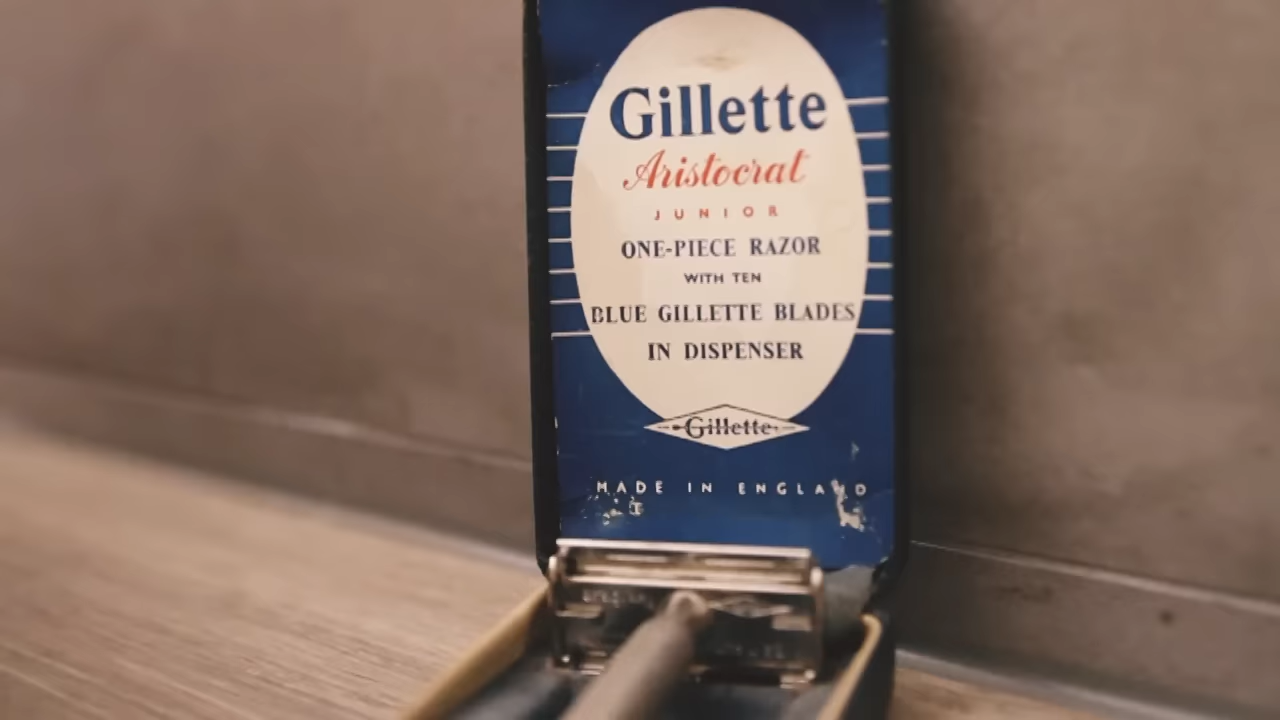 Gillette
Aristocrat
JUNIOR
ONE-PIECE RAZOR
WITH TEN
BLUE GILLETTE BLADES
IN DISPENSER
Gillette
MADE IN ENGLAND